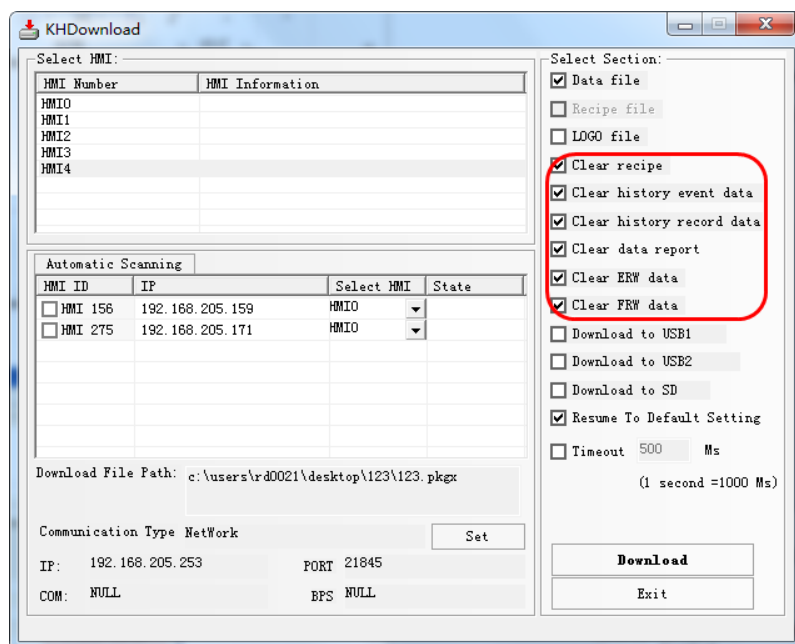 KHDownload
Select HMI:
HMI Number HMI Information
HMI0
HMI1
HMI2
HMI3
HMI4
Automatic Scanning
HMI ID IP Select HMI State
HMI 156 192.168.205.159 HMI0
HMI 275 192.168.205.171 HMI0
Download File Path: c:\users\rd0021\desktop\123\123.pkgx
Communication Type NetWork Set
IP: 192.168.205.253 PORT 21845
COM: NULL BPS NULL
Select Section:
Data file
Recipe file
LOGO file
Clear recipe
Clear history event data
Clear history record data
Clear data report
Clear ERW data
Clear FRW data
Download to USB1
Download to USB2
Download to SD
Resume To Default Setting
Timeout 500 Ms
(1 second =1000 Ms)
Download
Exit